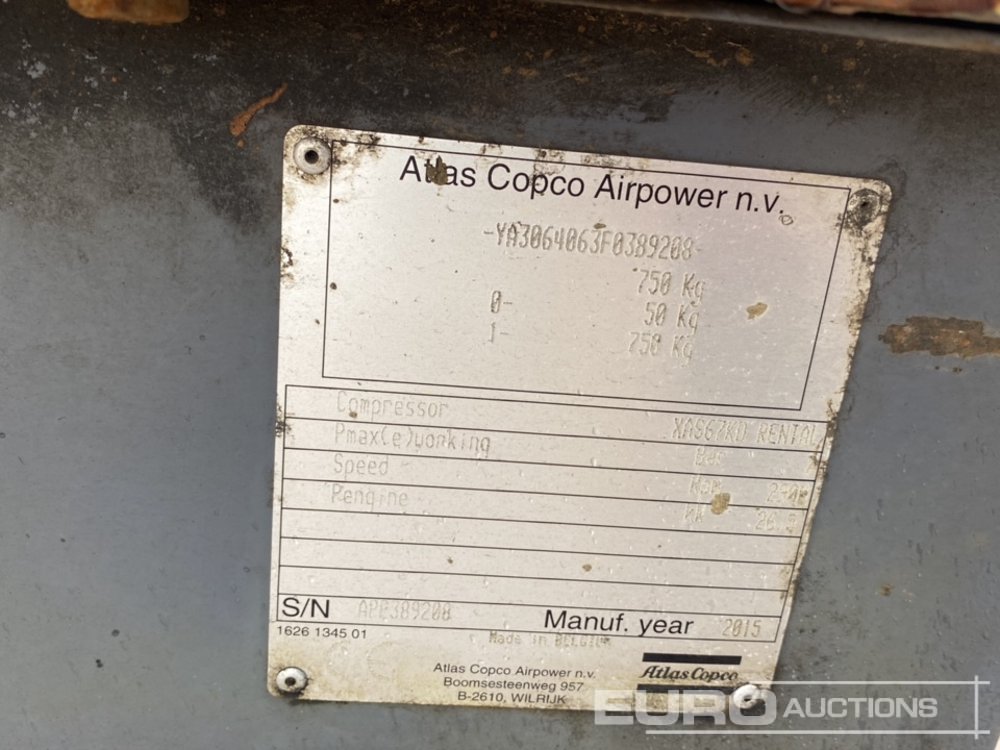 Atlas Copco Airpower n.v.
-YA3064063F0389208-
750 Kg
0- 50 Kg
1- 750 Kg
Compressor XAS67KD RENTAL
Pmax(e)working Bar
Speed
Pengine kW
S/N APP389208 Manuf. year 2015
1626 1345 01
Made in BELGIUM
Atlas Copco Airpower n.v.
Boomsesteenweg 957
B-2610, WILRIJK
Atlas Copco
EURO AUCTIONS